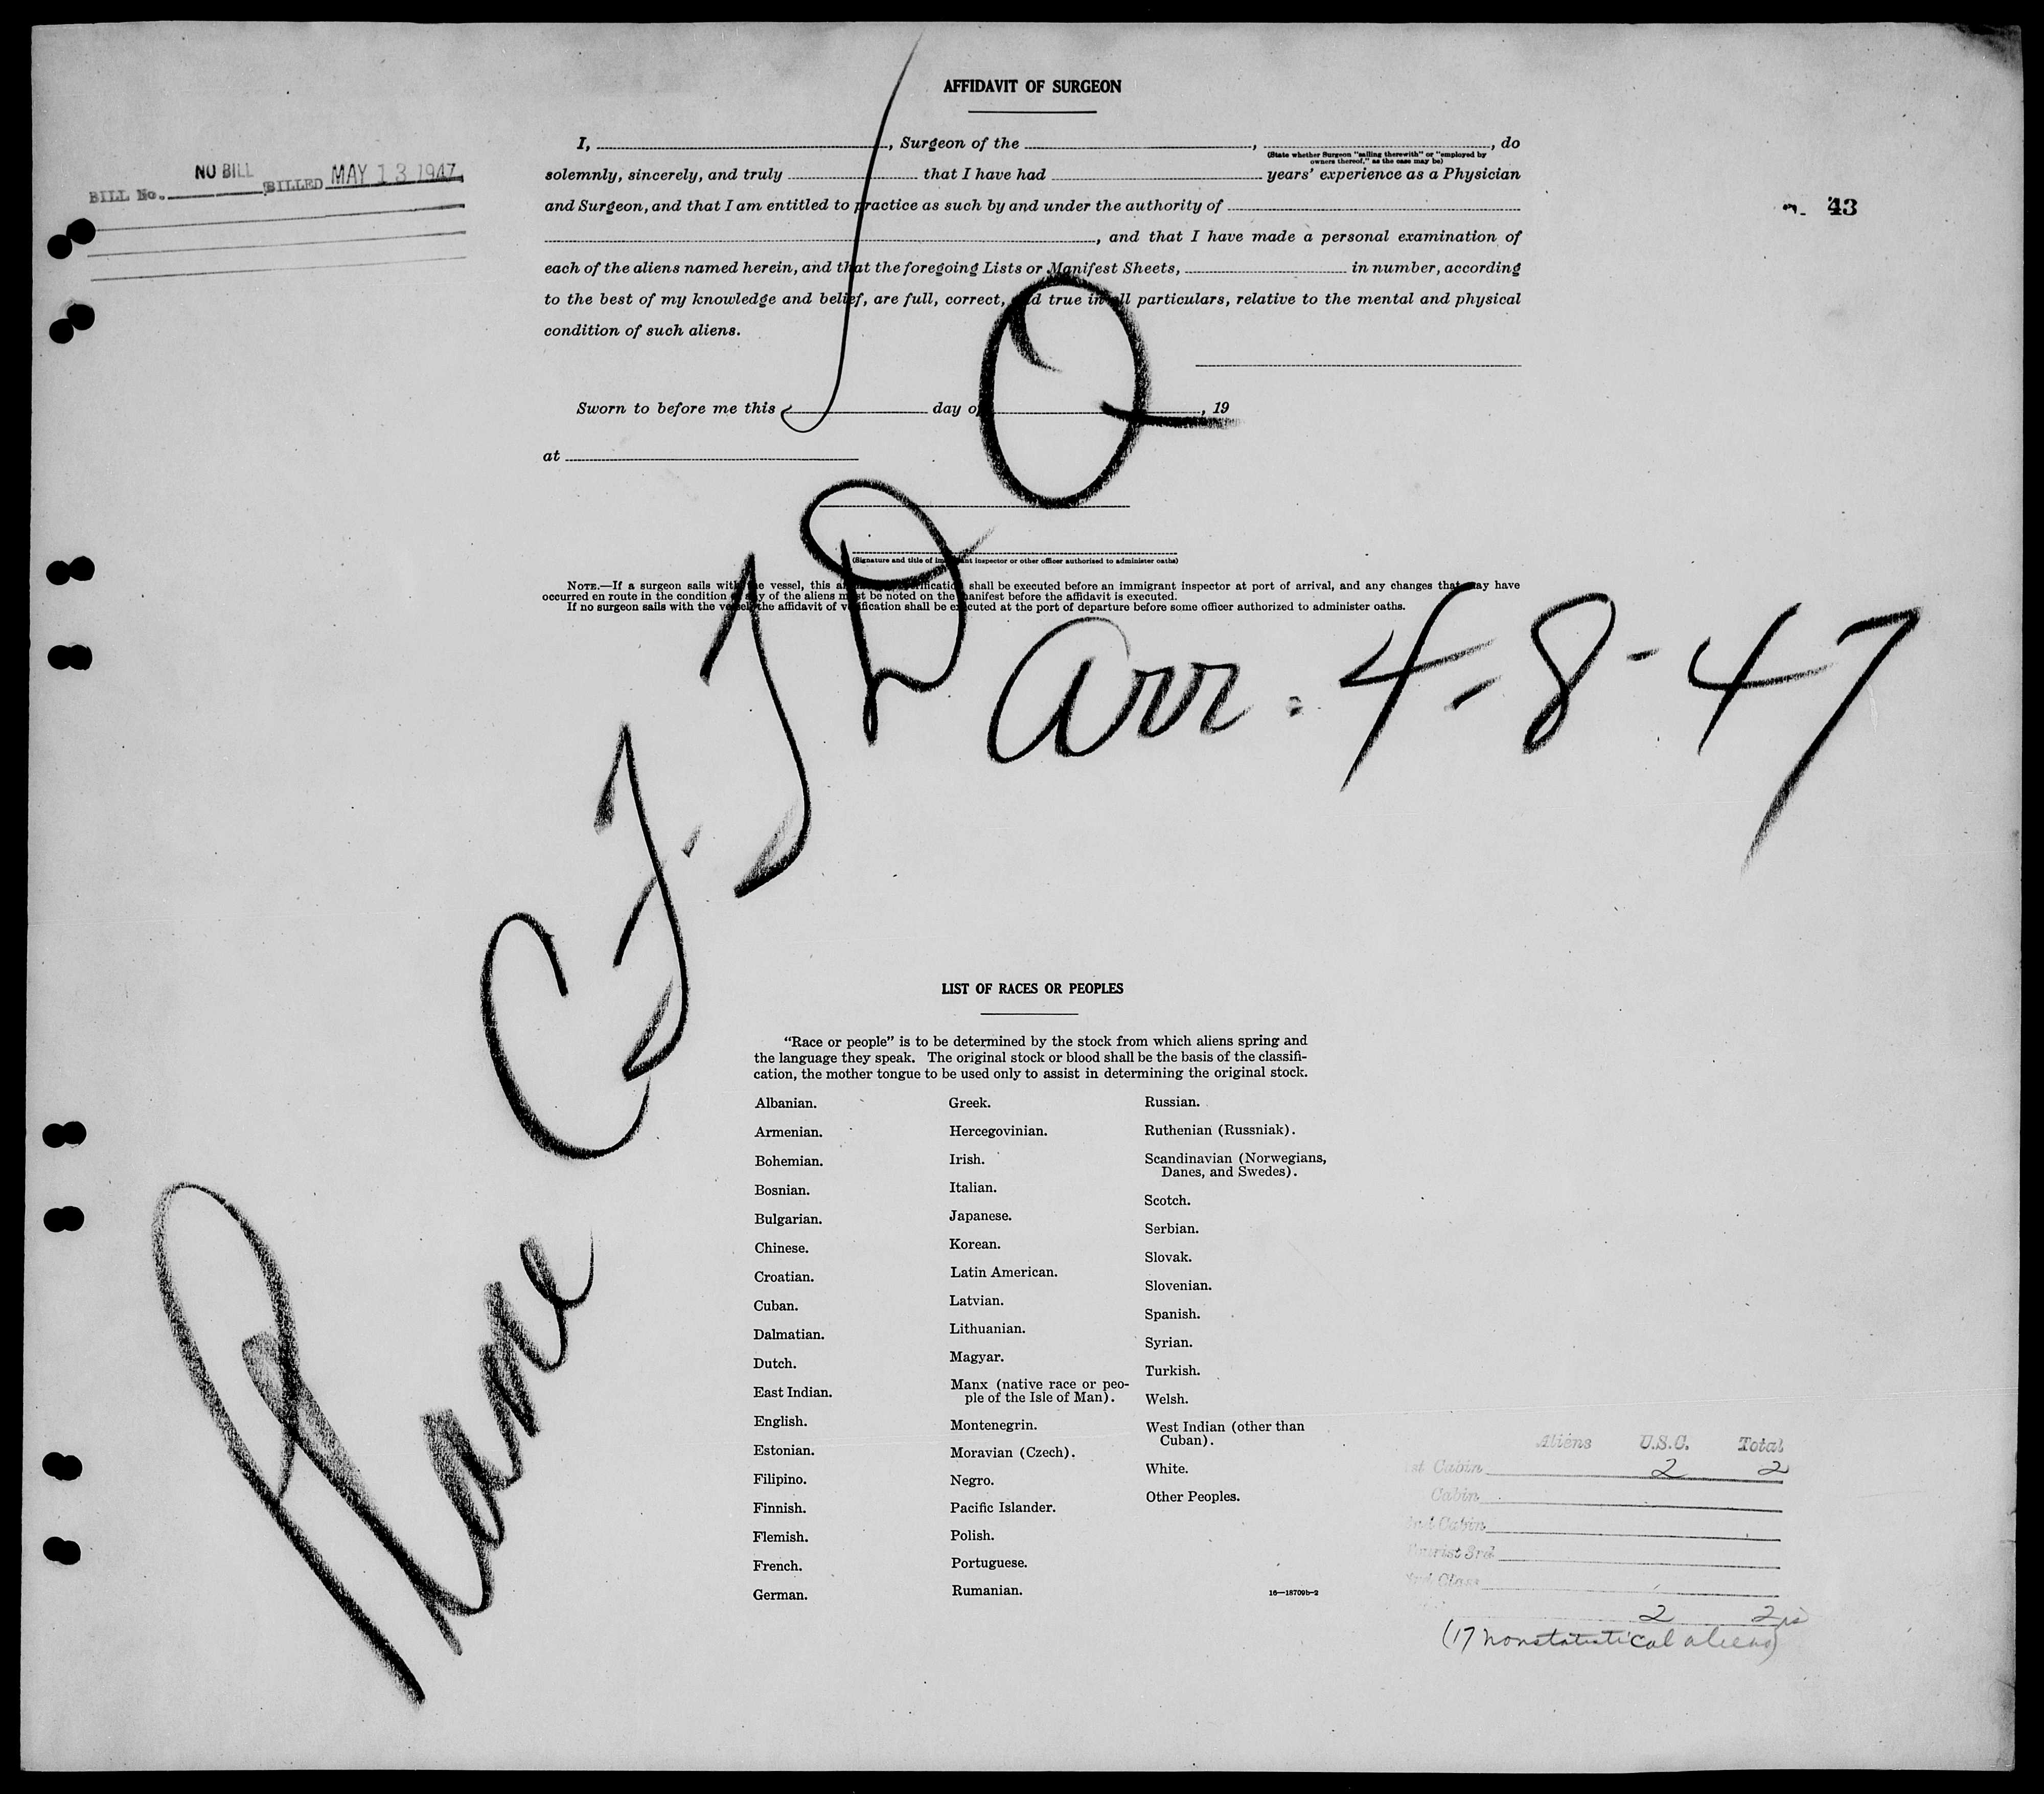 AFFIDAVIT OF SURGEON
I, , Surgeon of the , , do
(State whether Surgeon "sailing therewith" or "employed by
owners thereof," as the case may be)
solemnly, sincerely, and truly that I have had years' experience as a Physician
and Surgeon, and that I am entitled to practice as such by and under the authority of
, and that I have made a personal examination of
each of the aliens named herein, and that the foregoing Lists or Manifest Sheets, in number, according
to the best of my knowledge and belief, are full, correct, and true in all particulars, relative to the mental and physical
condition of such aliens.
Sworn to before me this day of , 19
at
(Signature and title of immigrant inspector or other officer authorized to administer oaths)
NOTE.—If a surgeon sails with the vessel, this affidavit of verification shall be executed before an immigrant inspector at port of arrival, and any changes that may have
occurred en route in the condition of any of the aliens must be noted on the manifest before the affidavit is executed.
If no surgeon sails with the vessel, the affidavit of verification shall be executed at the port of departure before some officer authorized to administer oaths.
NO BILL
BILL No. BILLED MAY 13 1947
43
Plane
arr. 4-8-47
LIST OF RACES OR PEOPLES
"Race or people" is to be determined by the stock from which aliens spring and
the language they speak. The original stock or blood shall be the basis of the classifi-
cation, the mother tongue to be used only to assist in determining the original stock.
Albanian.
Armenian.
Bohemian.
Bosnian.
Bulgarian.
Chinese.
Croatian.
Cuban.
Dalmatian.
Dutch.
East Indian.
English.
Estonian.
Filipino.
Finnish.
Flemish.
French.
German.
Greek.
Hercegovinian.
Irish.
Italian.
Japanese.
Korean.
Latin American.
Latvian.
Lithuanian.
Magyar.
Manx (native race or peo-
ple of the Isle of Man).
Montenegrin.
Moravian (Czech).
Negro.
Pacific Islander.
Polish.
Portuguese.
Rumanian.
Russian.
Ruthenian (Russniak).
Scandinavian (Norwegians,
Danes, and Swedes).
Scotch.
Serbian.
Slovak.
Slovenian.
Spanish.
Syrian.
Turkish.
Welsh.
West Indian (other than
Cuban).
White.
Other Peoples.
16—18709b-2
Aliens U.S.C. Total
1st Cabin 2 2
Cabin
2nd Cabin
Tourist 3rd
3rd Class
2 2
(17 nonstatistical aliens)